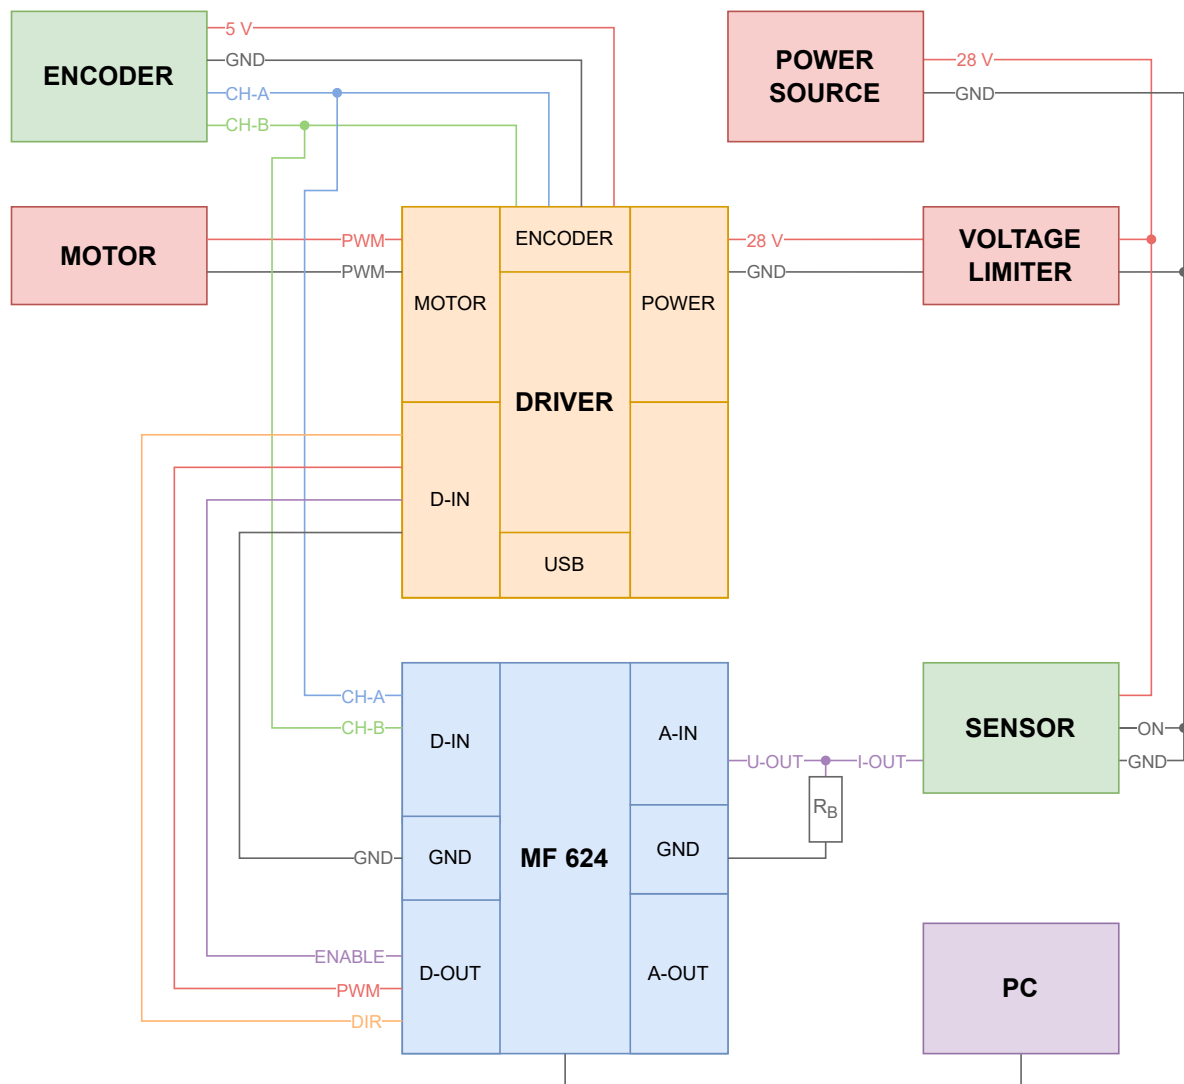 5 V
GND
ENCODER
CH-A
CH-B
POWER
SOURCE
28 V
GND
MOTOR
PWM
PWM
ENCODER
MOTOR
POWER
28 V
GND
VOLTAGE
LIMITER
DRIVER
D-IN
USB
CH-A
CH-B
D-IN
A-IN
U-OUT
I-OUT
SENSOR
ON
GND
RB
GND
GND
MF 624
GND
ENABLE
PWM
DIR
D-OUT
A-OUT
PC